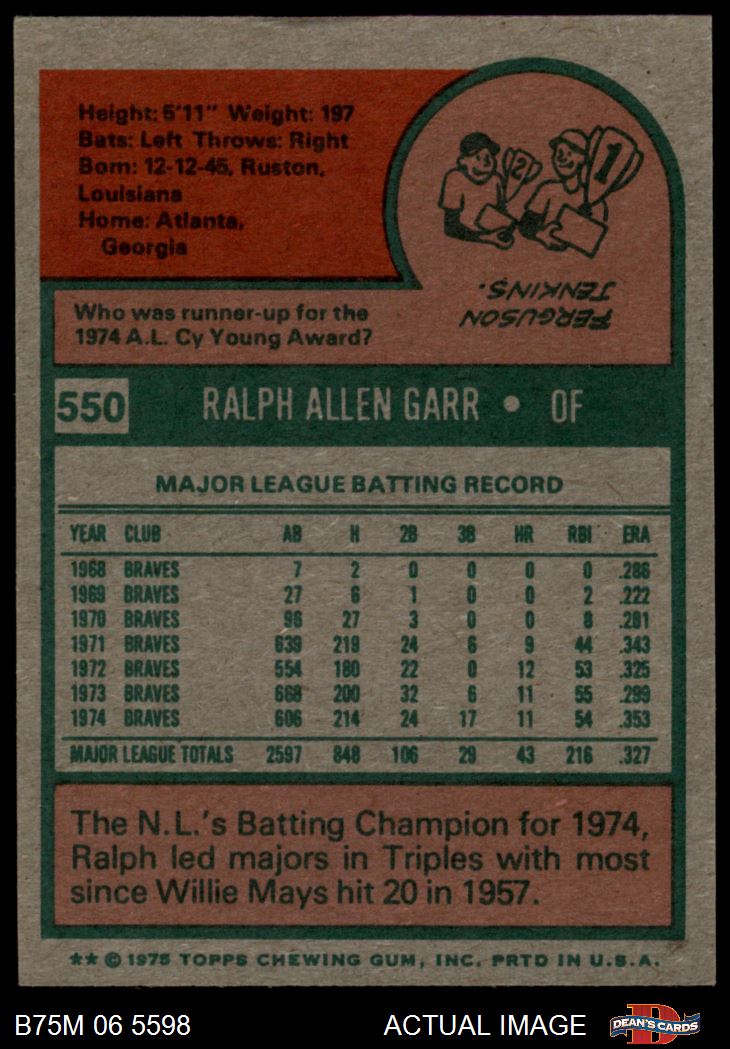 Height: 5'11" Weight: 197
Bats: Left Throws: Right
Born: 12-12-45, Ruston,
Louisiana
Home: Atlanta,
Georgia
2
1
FERGUSON
JENKINS.
Who was runner-up for the
1974 A.L. Cy Young Award?
550 RALPH ALLEN GARR • OF
MAJOR LEAGUE BATTING RECORD
YEAR CLUB AB H 2B 3B HR RBI ERA
1968 BRAVES 7 2 0 0 0 0 .286
1969 BRAVES 27 6 1 0 0 2 .222
1970 BRAVES 96 27 3 0 0 8 .281
1971 BRAVES 639 219 24 6 9 44 .343
1972 BRAVES 554 180 22 0 12 53 .325
1973 BRAVES 668 200 32 6 11 55 .299
1974 BRAVES 606 214 24 17 11 54 .353
MAJOR LEAGUE TOTALS 2597 848 106 29 43 216 .327
The N.L.'s Batting Champion for 1974,
Ralph led majors in Triples with most
since Willie Mays hit 20 in 1957.
** © 1975 TOPPS CHEWING GUM, INC. PRTD IN U.S.A.
B75M 06 5598 ACTUAL IMAGE DEAN'S CARDS